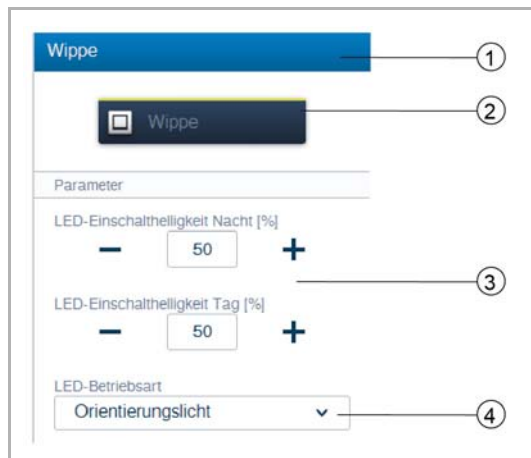 Wippe
1
Wippe
2
Parameter
LED-Einschalthelligkeit Nacht [%]
− 50 +
3
LED-Einschalthelligkeit Tag [%]
− 50 +
LED-Betriebsart
Orientierungslicht
4